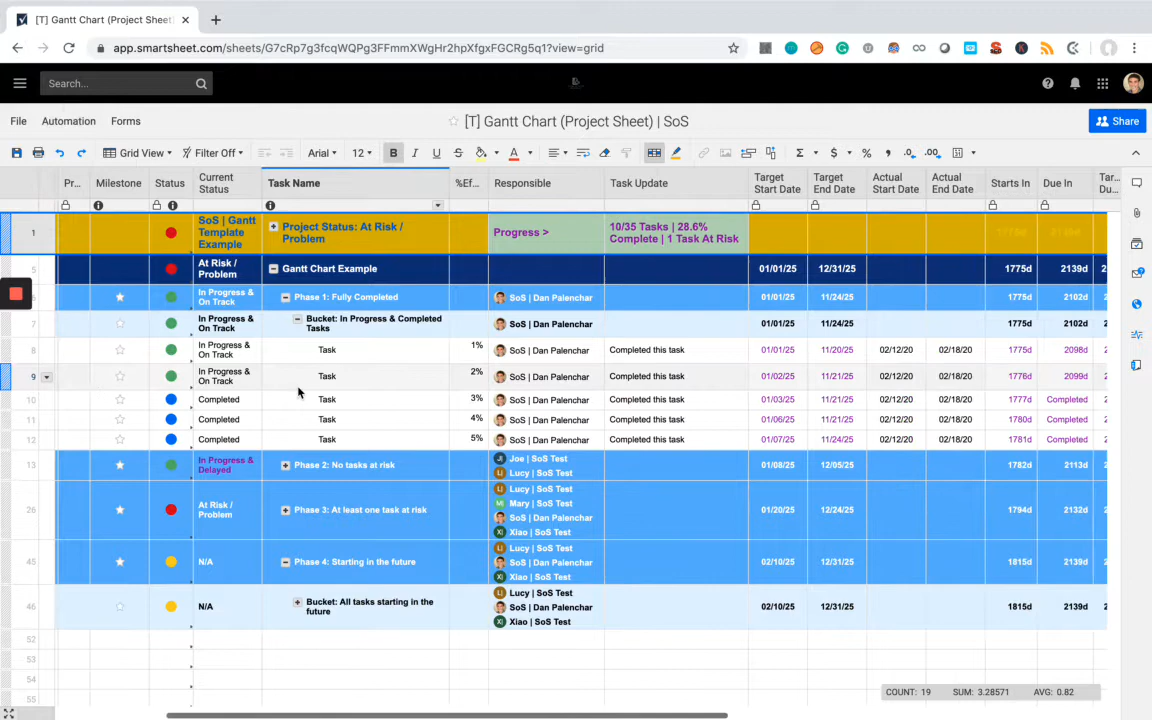 [T] Gantt Chart (Project Sheet)
app.smartsheet.com/sheets/G7cRp7g3fcqWQPg3FFmmXWgHr2hpXfgxFGCRg5q1?view=grid
Search...
File Automation Forms
[T] Gantt Chart (Project Sheet) | SoS
Share
Grid View Filter Off Arial 12 B I U S A Σ $ % .0 .00
Pr... Milestone Status Current Status Task Name %Ef... Responsible Task Update Target Start Date Target End Date Actual Start Date Actual End Date Starts In Due In Tar... Du...
1 SoS | Gantt Template Example Project Status: At Risk / Problem Progress > 10/35 Tasks | 28.6% Complete | 1 Task At Risk
5 At Risk / Problem Gantt Chart Example 01/01/25 12/31/25 1775d 2139d 2
In Progress & On Track Phase 1: Fully Completed SoS | Dan Palenchar 01/01/25 11/24/25 1775d 2102d 2
7 In Progress & On Track Bucket: In Progress & Completed Tasks SoS | Dan Palenchar 01/01/25 11/24/25 1775d 2102d 2
8 In Progress & On Track Task 1% SoS | Dan Palenchar Completed this task 01/01/25 11/20/25 02/12/20 02/18/20 1775d 2098d 2
9 In Progress & On Track Task 2% SoS | Dan Palenchar Completed this task 01/02/25 11/21/25 02/12/20 02/18/20 1776d 2099d 2
10 Completed Task 3% SoS | Dan Palenchar Completed this task 01/03/25 11/21/25 02/12/20 02/18/20 1777d Completed 2
11 Completed Task 4% SoS | Dan Palenchar Completed this task 01/06/25 11/21/25 02/12/20 02/18/20 1780d Completed 2
12 Completed Task 5% SoS | Dan Palenchar Completed this task 01/07/25 11/24/25 02/12/20 02/18/20 1781d Completed 2
13 In Progress & Delayed Phase 2: No tasks at risk Joe | SoS Test Lucy | SoS Test 01/08/25 12/05/25 1782d 2113d 2
26 At Risk / Problem Phase 3: At least one task at risk Lucy | SoS Test Mary | SoS Test SoS | Dan Palenchar Xiao | SoS Test 01/20/25 12/24/25 1794d 2132d 2
45 N/A Phase 4: Starting in the future Lucy | SoS Test SoS | Dan Palenchar Xiao | SoS Test 02/10/25 12/31/25 1815d 2139d 2
46 N/A Bucket: All tasks starting in the future Lucy | SoS Test SoS | Dan Palenchar Xiao | SoS Test 02/10/25 12/31/25 1815d 2139d 2
52
53
54
55
COUNT: 19 SUM: 3.28571 AVG: 0.82